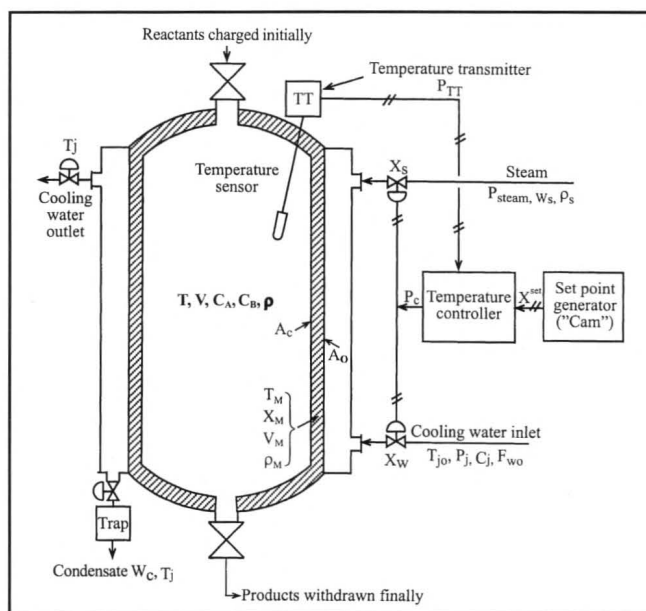 Reactants charged initially
Temperature transmitter
TT
P_TT
T_j
Cooling
water
outlet
Temperature
sensor
X_S
Steam
P_steam, W_s, ρ_s
T, V, C_A, C_B, ρ
P_c
Temperature
controller
X^set
Set point
generator
("Cam")
A_c
A_o
T_M
X_M
V_M
ρ_M
Cooling water inlet
X_W
T_jo, P_j, C_j, F_wo
Trap
Condensate W_c, T_j
Products withdrawn finally